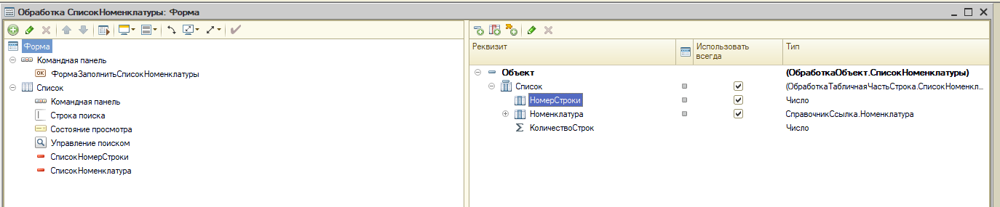 Обработка СписокНоменклатуры: Форма
Форма
Командная панель
OK ФормаЗаполнитьСписокНоменклатуры
Список
Командная панель
Строка поиска
Состояние просмотра
Управление поиском
СписокНомерСтроки
СписокНоменклатура
Реквизит Использовать всегда Тип
Объект (ОбработкаОбъект.СписокНоменклатуры)
Список (ОбработкаТабличнаяЧастьСтрока.СписокНоменкл...
НомерСтроки Число
Номенклатура СправочникСсылка.Номенклатура
КоличествоСтрок Число